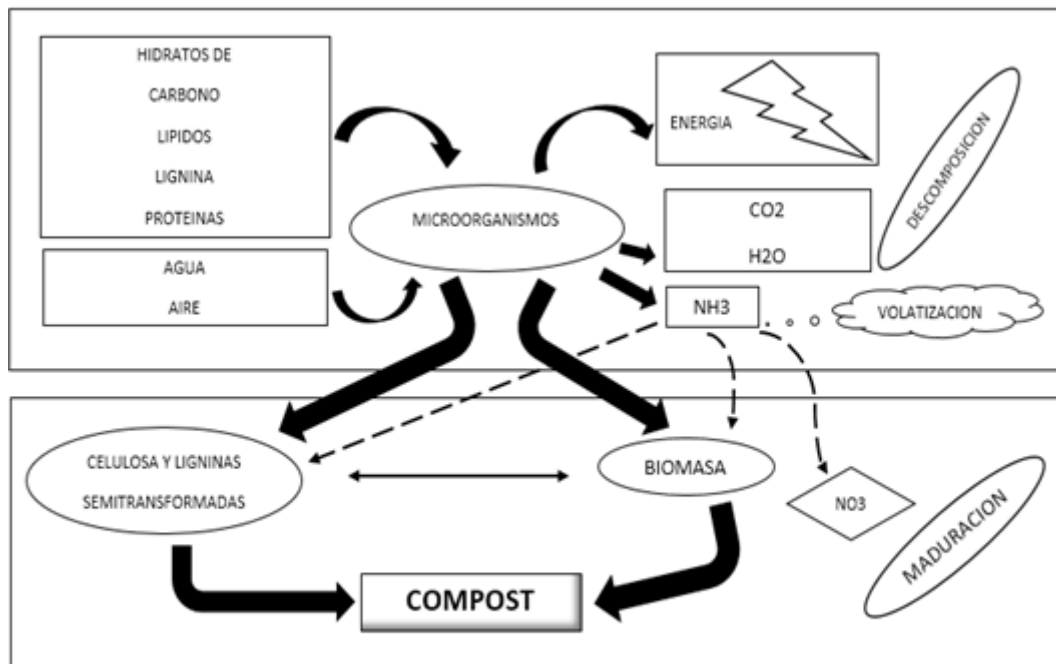 HIDRATOS DE
CARBONO
LIPIDOS
LIGNINA
PROTEINAS
AGUA
AIRE
MICROORGANISMOS
ENERGIA
CO2
H2O
NH3
VOLATIZACION
DESCOMPOSICION
CELULOSA Y LIGNINAS
SEMITRANSFORMADAS
BIOMASA
NO3
MADURACION
COMPOST